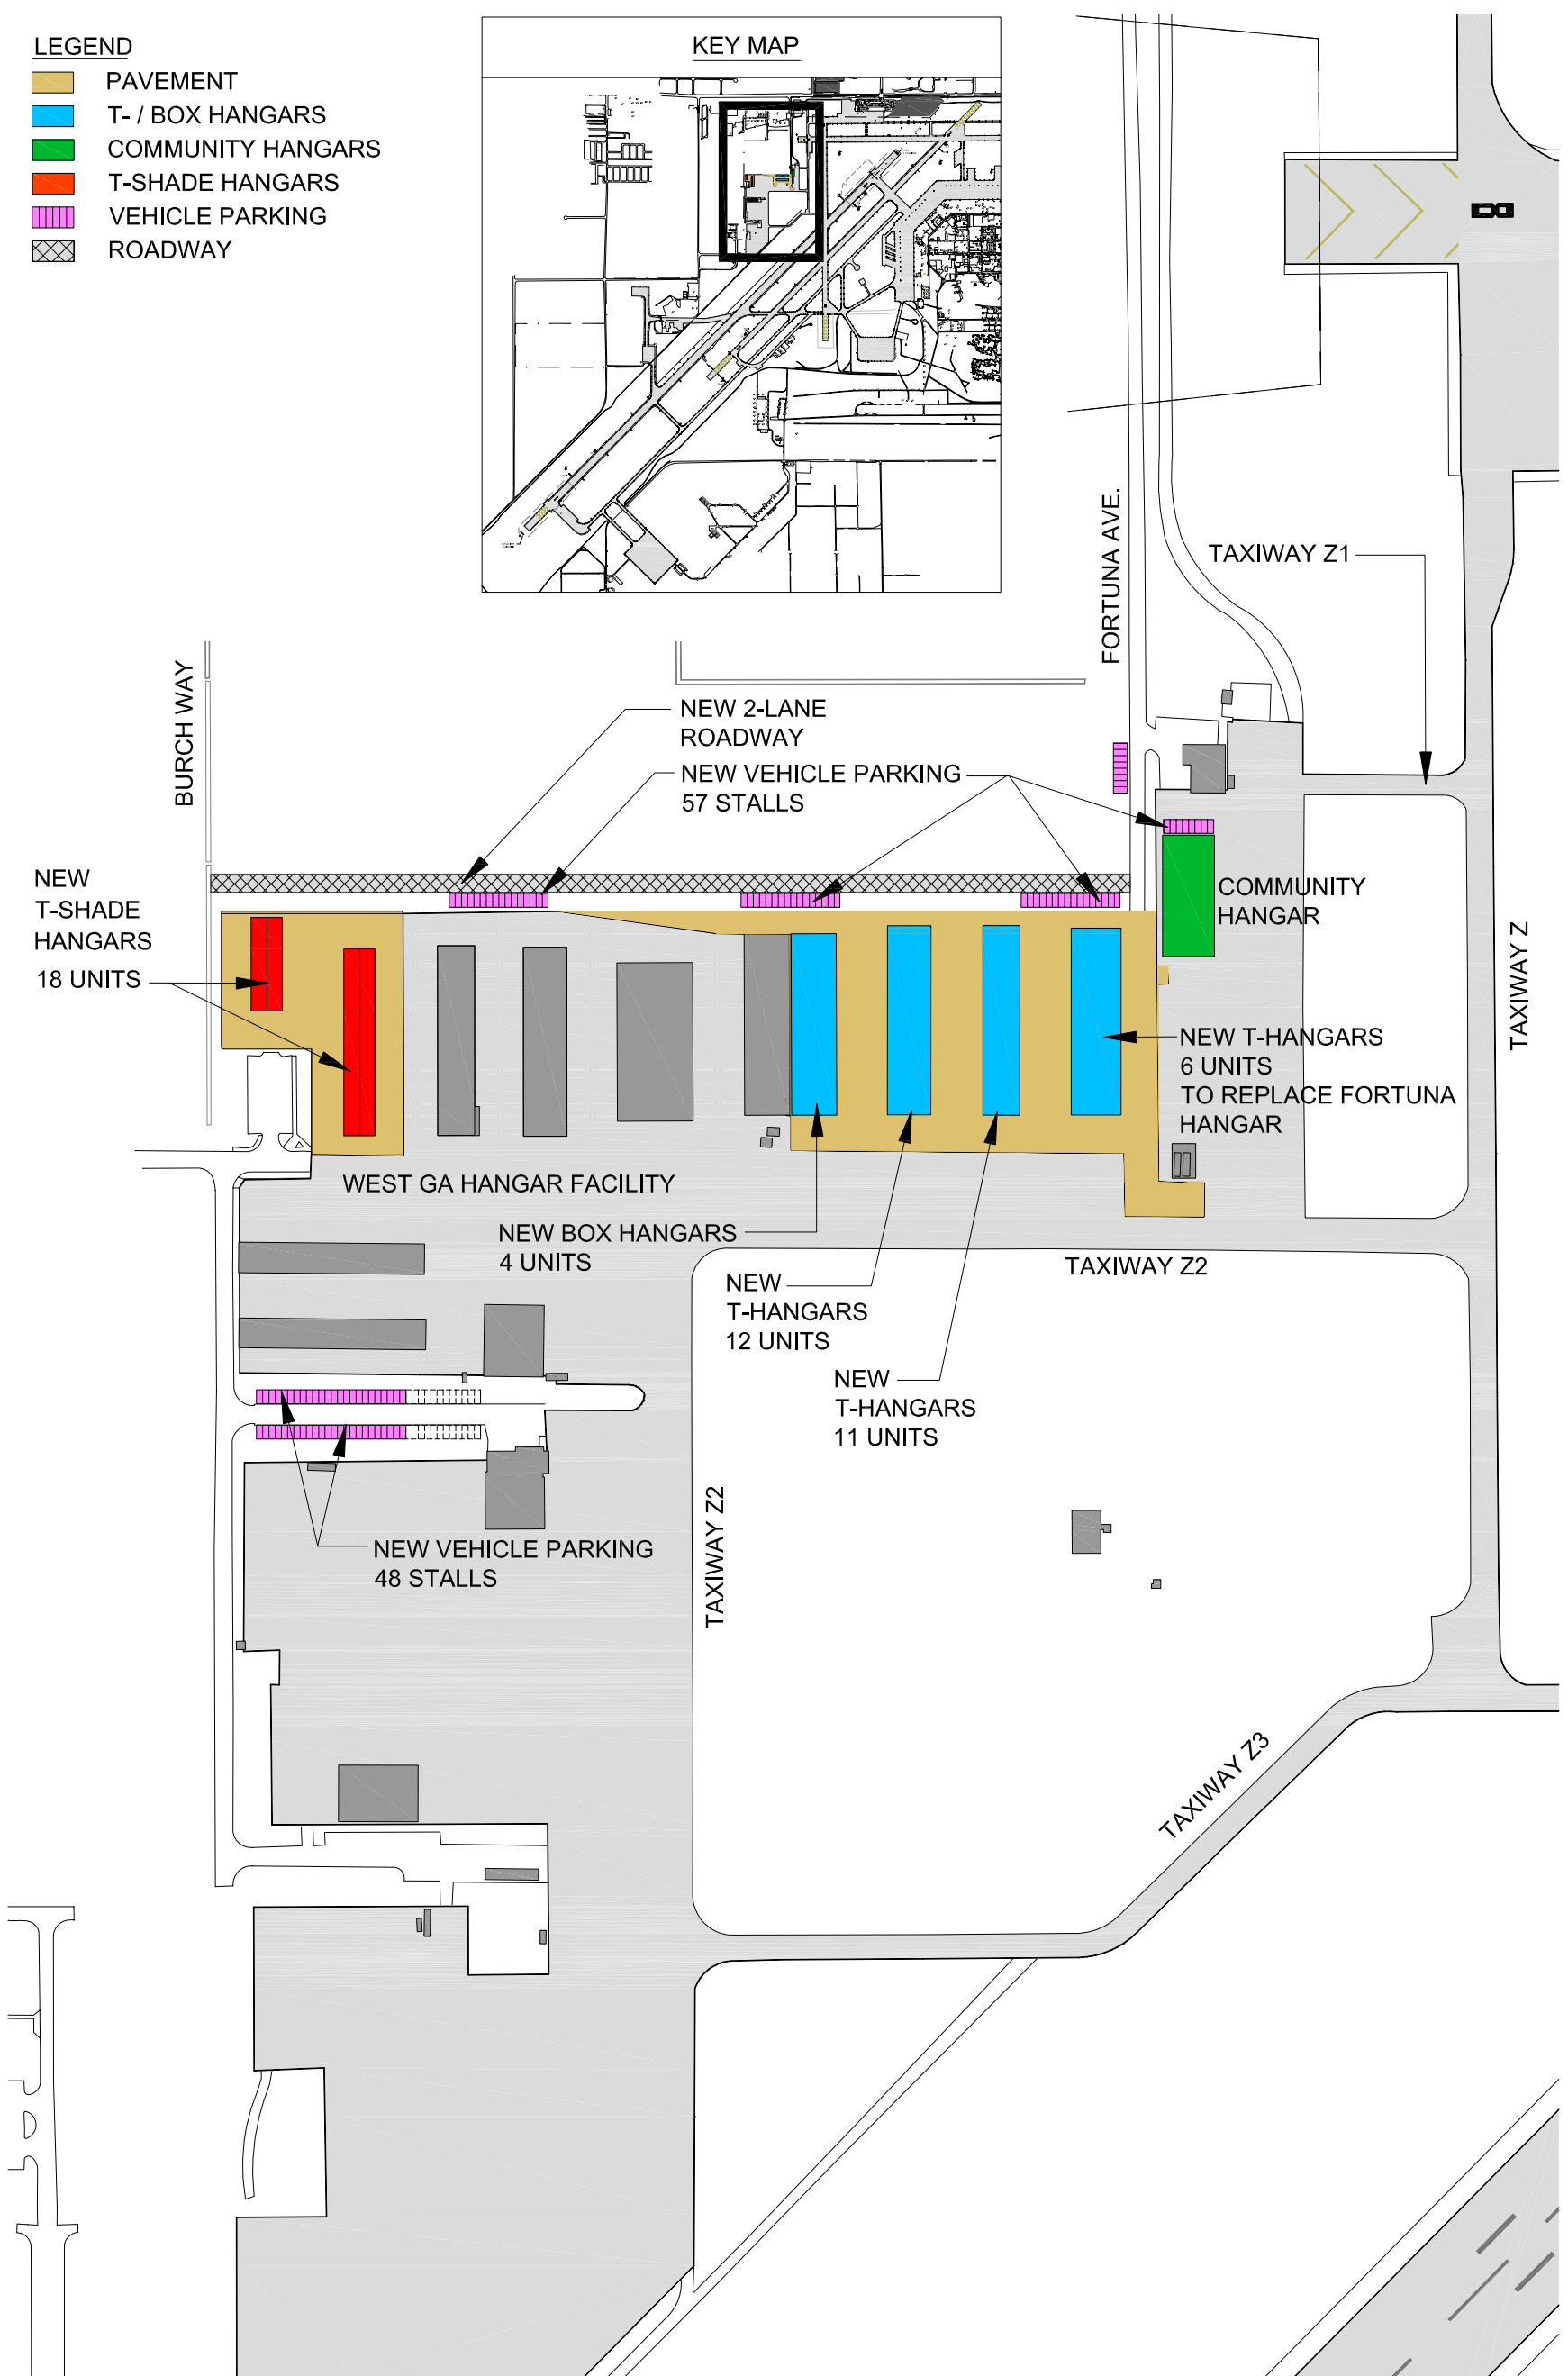 LEGEND
PAVEMENT
T- / BOX HANGARS
COMMUNITY HANGARS
T-SHADE HANGARS
VEHICLE PARKING
ROADWAY
KEY MAP
FORTUNA AVE.
TAXIWAY Z1
BURCH WAY
NEW 2-LANE
ROADWAY
NEW VEHICLE PARKING
57 STALLS
NEW
T-SHADE
HANGARS
18 UNITS
COMMUNITY
HANGAR
TAXIWAY Z
NEW T-HANGARS
6 UNITS
TO REPLACE FORTUNA
HANGAR
WEST GA HANGAR FACILITY
NEW BOX HANGARS
4 UNITS
TAXIWAY Z2
NEW
T-HANGARS
12 UNITS
NEW
T-HANGARS
11 UNITS
TAXIWAY Z2
NEW VEHICLE PARKING
48 STALLS
TAXIWAY Z3